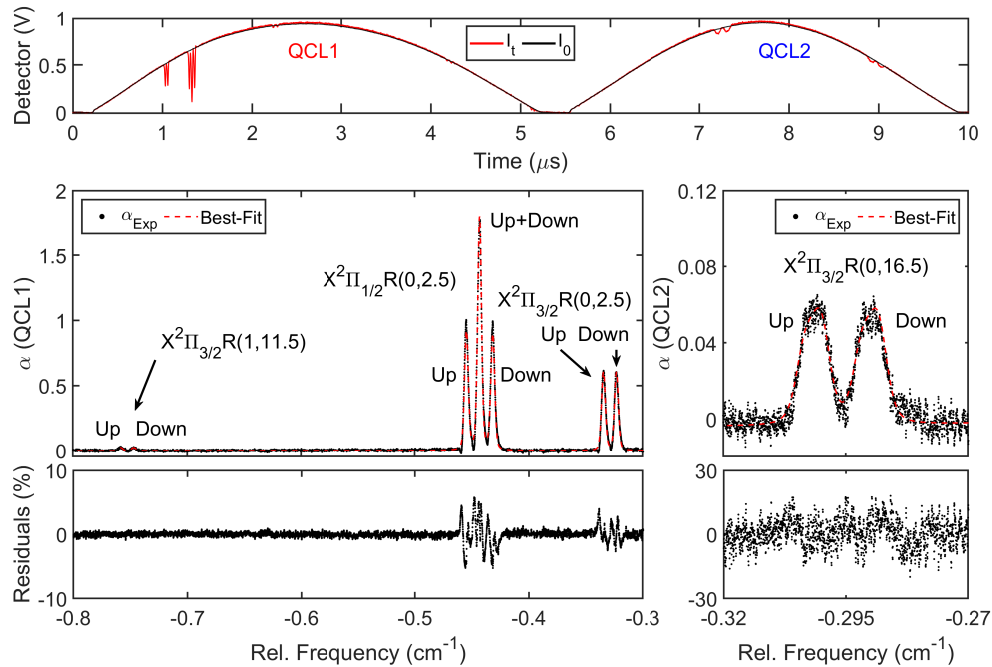 Detector (V)
1
0.5
0
QCL1
I_t I_0
QCL2
0 1 2 3 4 5 6 7 8 9 10
Time (μs)
α (QCL1)
2
1.5
1
0.5
0
α_Exp Best-Fit
Up+Down
X²Π_1/2R(0,2.5)
X²Π_3/2R(0,2.5)
Up Down
X²Π_3/2R(1,11.5)
Up Down
Up Down
α (QCL2)
0.12
0.08
0.04
0
α_Exp Best-Fit
X²Π_3/2R(0,16.5)
Up Down
Residuals (%)
10
0
-10
-0.8 -0.7 -0.6 -0.5 -0.4 -0.3
Rel. Frequency (cm⁻¹)
30
0
-30
-0.32 -0.295 -0.27
Rel. Frequency (cm⁻¹)